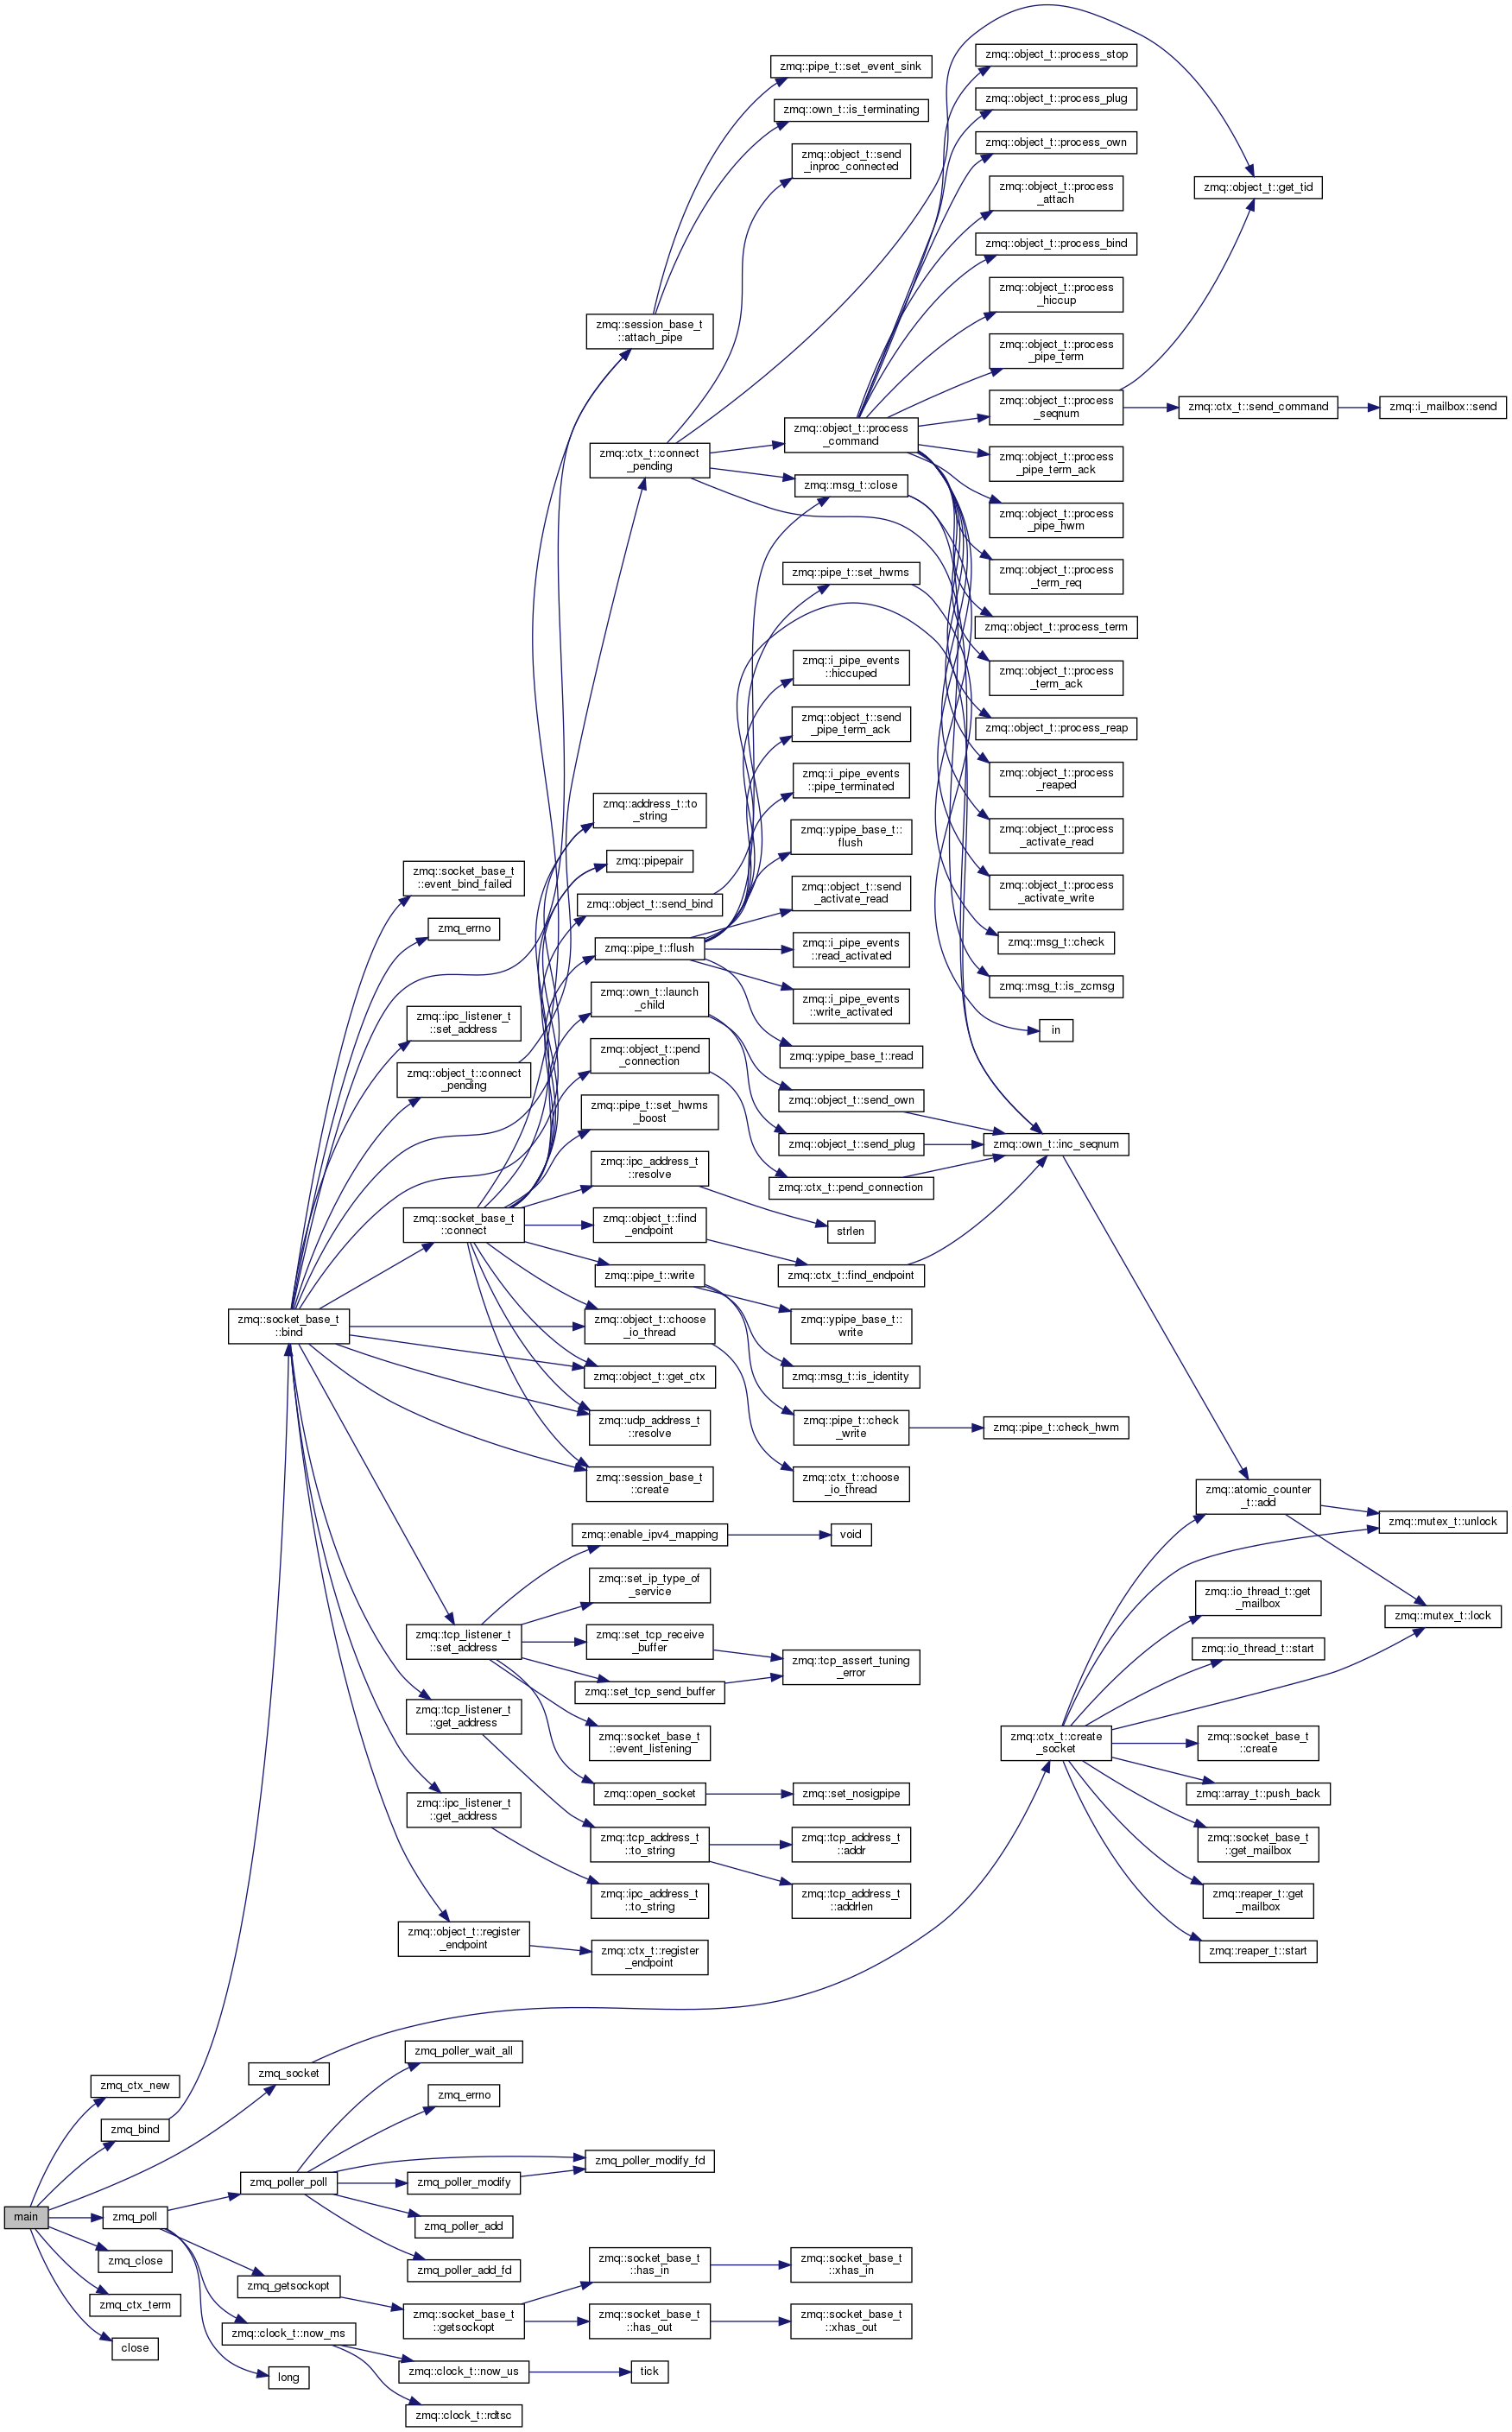 zmq::pipe_t::set_event_sink
zmq::own_t::is_terminating
zmq::object_t::send
_inproc_connected
zmq::object_t::process_stop
zmq::object_t::process_plug
zmq::object_t::process_own
zmq::object_t::process
_attach
zmq::object_t::get_tid
zmq::object_t::process_bind
zmq::object_t::process
_hiccup
zmq::session_base_t
::attach_pipe
zmq::object_t::process
_pipe_term
zmq::object_t::process
_seqnum
zmq::ctx_t::send_command
zmq::i_mailbox::send
zmq::object_t::process
_command
zmq::ctx_t::connect
_pending
zmq::object_t::process
_pipe_term_ack
zmq::msg_t::close
zmq::object_t::process
_pipe_hwm
zmq::pipe_t::set_hwms
zmq::object_t::process
_term_req
zmq::object_t::process_term
zmq::i_pipe_events
::hiccuped
zmq::object_t::process
_term_ack
zmq::object_t::send
_pipe_term_ack
zmq::object_t::process_reap
zmq::i_pipe_events
::pipe_terminated
zmq::object_t::process
_reaped
zmq::address_t::to
_string
zmq::ypipe_base_t::
flush
zmq::object_t::process
_activate_read
zmq::pipepair
zmq::socket_base_t
::event_bind_failed
zmq::object_t::send
_activate_read
zmq::object_t::process
_activate_write
zmq::object_t::send_bind
zmq_errno
zmq::pipe_t::flush
zmq::i_pipe_events
::read_activated
zmq::msg_t::check
zmq::msg_t::is_zcmsg
zmq::own_t::launch
_child
zmq::i_pipe_events
::write_activated
zmq::ipc_listener_t
::set_address
in
zmq::object_t::pend
_connection
zmq::ypipe_base_t::read
zmq::object_t::connect
_pending
zmq::object_t::send_own
zmq::pipe_t::set_hwms
_boost
zmq::object_t::send_plug
zmq::own_t::inc_seqnum
zmq::ipc_address_t
::resolve
zmq::ctx_t::pend_connection
zmq::socket_base_t
::connect
zmq::object_t::find
_endpoint
strlen
zmq::pipe_t::write
zmq::ctx_t::find_endpoint
zmq::socket_base_t
::bind
zmq::object_t::choose
_io_thread
zmq::ypipe_base_t::
write
zmq::object_t::get_ctx
zmq::msg_t::is_identity
zmq::udp_address_t
::resolve
zmq::pipe_t::check
_write
zmq::pipe_t::check_hwm
zmq::session_base_t
::create
zmq::ctx_t::choose
_io_thread
zmq::atomic_counter
_t::add
zmq::mutex_t::unlock
zmq::enable_ipv4_mapping
void
zmq::set_ip_type_of
_service
zmq::io_thread_t::get
_mailbox
zmq::mutex_t::lock
zmq::tcp_listener_t
::set_address
zmq::set_tcp_receive
_buffer
zmq::io_thread_t::start
zmq::tcp_assert_tuning
_error
zmq::set_tcp_send_buffer
zmq::tcp_listener_t
::get_address
zmq::socket_base_t
::event_listening
zmq::ctx_t::create
_socket
zmq::socket_base_t
::create
zmq::open_socket
zmq::set_nosigpipe
zmq::array_t::push_back
zmq::ipc_listener_t
::get_address
zmq::tcp_address_t
::to_string
zmq::tcp_address_t
::addr
zmq::socket_base_t
::get_mailbox
zmq::ipc_address_t
::to_string
zmq::tcp_address_t
::addrlen
zmq::reaper_t::get
_mailbox
zmq::object_t::register
_endpoint
zmq::ctx_t::register
_endpoint
zmq::reaper_t::start
zmq_poller_wait_all
zmq_socket
zmq_ctx_new
zmq_errno
zmq_bind
zmq_poller_modify_fd
zmq_poller_poll
zmq_poller_modify
main
zmq_poll
zmq_poller_add
zmq_close
zmq_poller_add_fd
zmq::socket_base_t
::has_in
zmq::socket_base_t
::xhas_in
zmq_getsockopt
zmq_ctx_term
zmq::socket_base_t
::getsockopt
zmq::socket_base_t
::has_out
zmq::socket_base_t
::xhas_out
zmq::clock_t::now_ms
close
long
zmq::clock_t::now_us
tick
zmq::clock_t::rdtsc